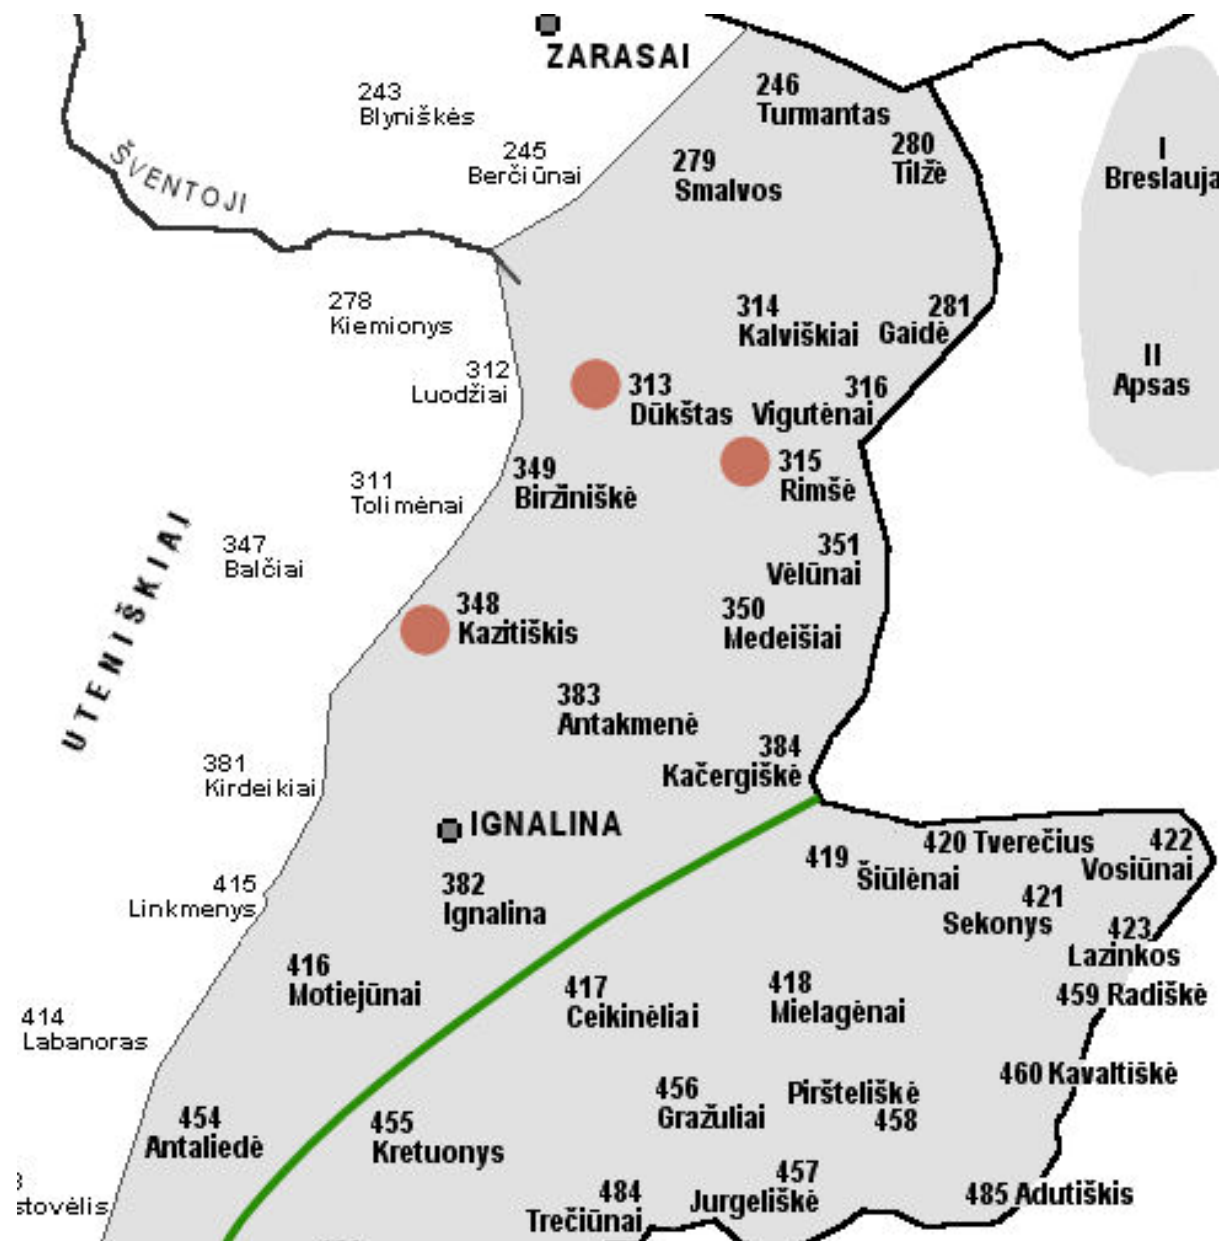 ZARASAI
246
Turmantas
243
Blyniškės
280
Tilžė
245
Berčiūnai
279
Smalvos
I
Breslauja
ŠVENTOJI
278
Kiemionys
314
Kalviškiai
281
Gaidė
II
Apsas
312
Luodžiai
313
Dūkštas
316
Vigutėnai
315
Rimšė
349
Biržiniškė
311
Tolimėnai
347
Balčiai
UTENIŠKIAI
351
Vėlūnai
348
Kazitiškis
350
Medeišiai
383
Antakmenė
384
Kačergiškė
381
Kirdeikiai
IGNALINA
420 Tverečius
422
Vosiūnai
419
Šiūlėnai
415
Linkmenys
382
Ignalina
421
Sekonys
423
Lazinkos
416
Motiejūnai
417
Ceikinėliai
418
Mielagėnai
459 Radiškė
414
Labanoras
460 Kavaltiškė
456
Gražuliai
Piršteliškė
458
454
Antaliedė
455
Kretuonys
457
Jurgeliškė
484
Trečiūnai
485 Adutiškis
stovėlis